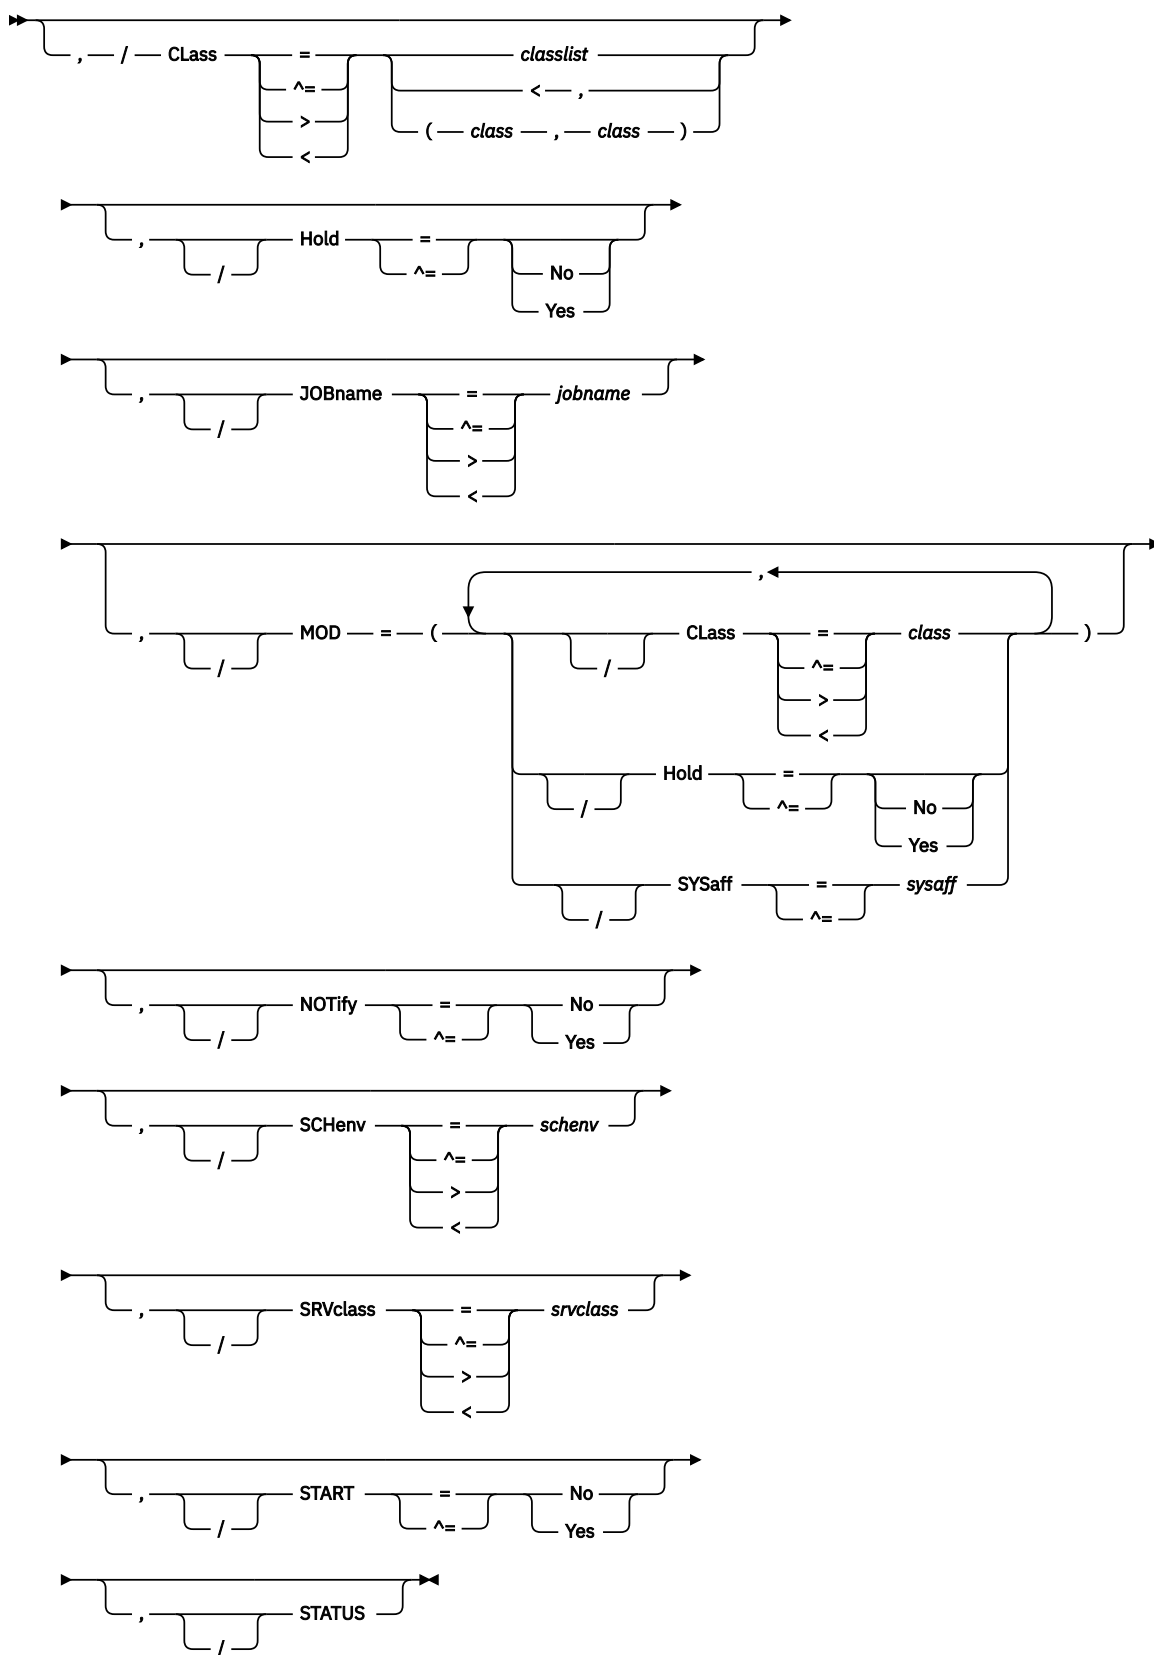 , / CLass = classlist
^= < ,
> ( class , class )
<
, Hold =
/ ^= No
Yes
, JOBname = jobname
/ ^=
>
<
,
, MOD = ( CLass = class )
/ / ^=
>
<
Hold =
/ ^= No
Yes
SYSaff = sysaff
/ ^=
, NOTify = No
/ ^= Yes
, SCHenv = schenv
/ ^=
>
<
, SRVclass = srvclass
/ ^=
>
<
, START = No
/ ^= Yes
, STATUS
/